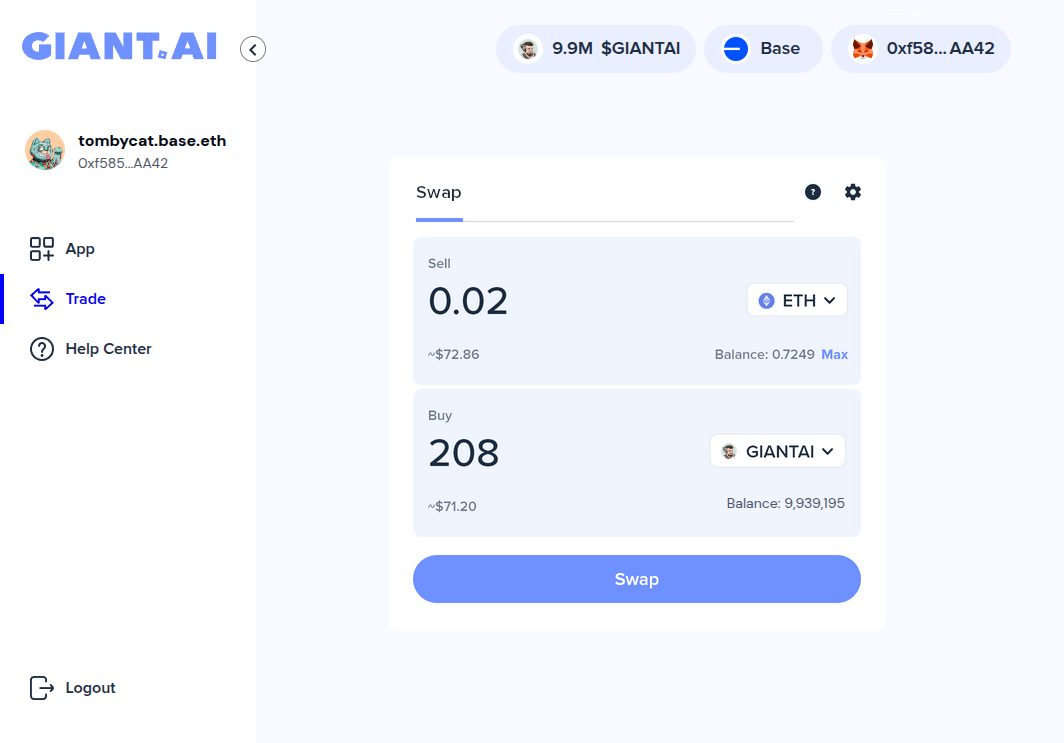 GIANT.AI
9.9M $GIANTAI
Base
0xf58...AA42
tombycat.base.eth
0xf585...AA42
App
Trade
Help Center
Logout
Swap
?
Sell
0.02
ETH
~$72.86
Balance: 0.7249 Max
Buy
208
GIANTAI
~$71.20
Balance: 9,939,195
Swap